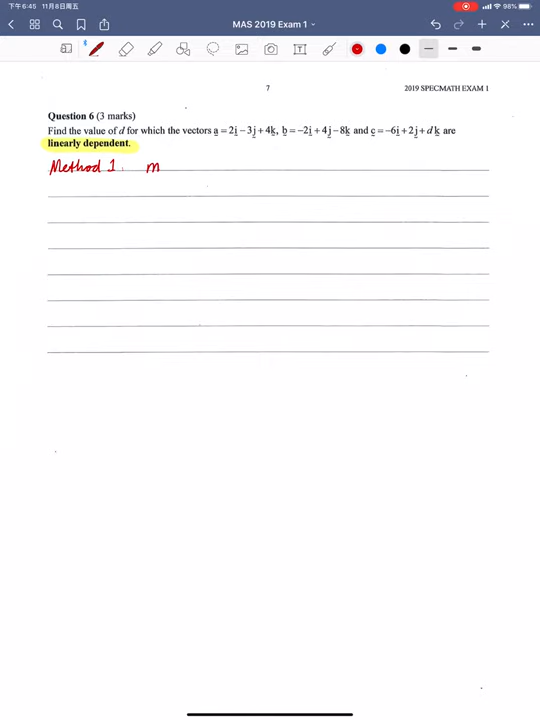 下午6:45 11月8日周五
98%
MAS 2019 Exam 1
7
2019 SPECMATH EXAM 1
Question 6 (3 marks)
Find the value of d for which the vectors a = 2i − 3j + 4k, b = −2i + 4j − 8k and c = −6i + 2j + dk are
linearly dependent.
Method 1. m